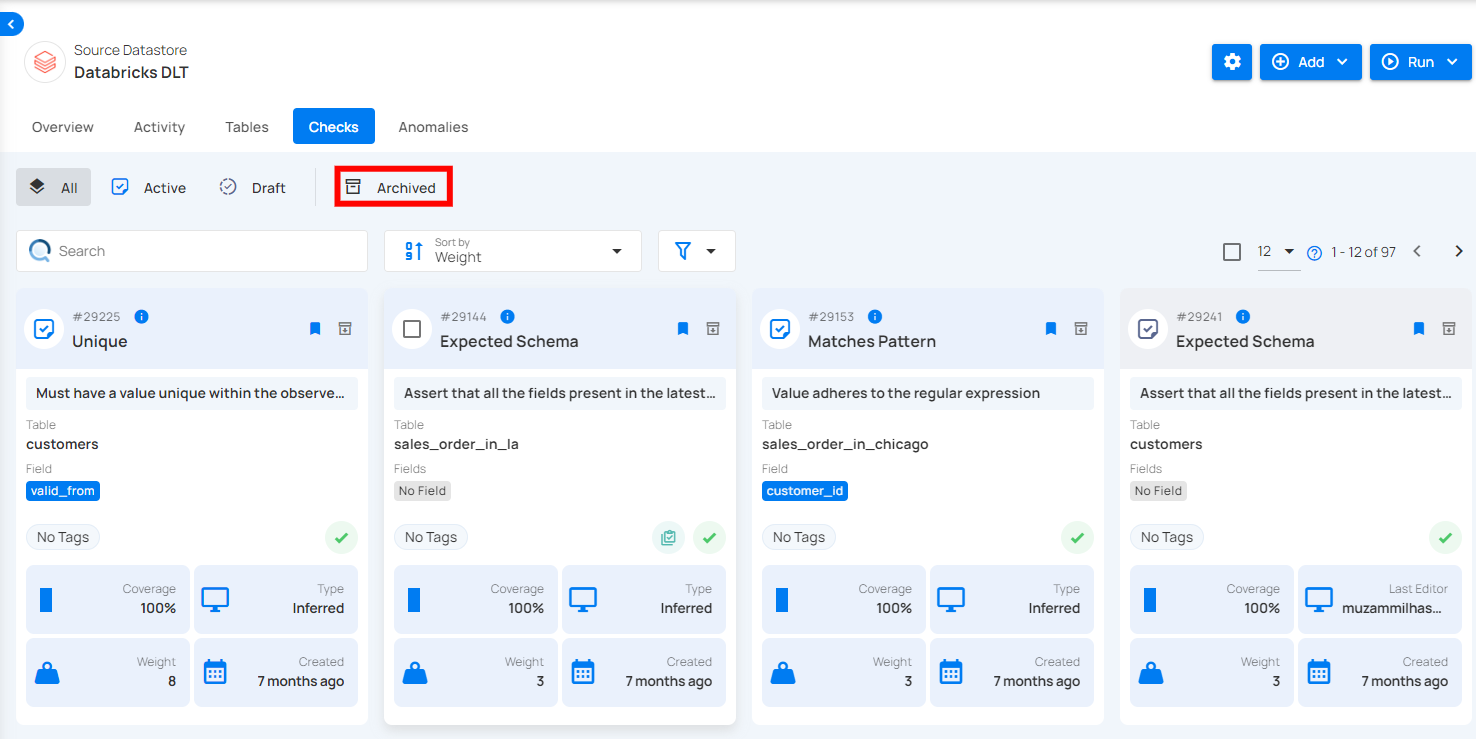 Source Datastore
Databricks DLT
Add
Run
Overview
Activity
Tables
Checks
Anomalies
All
Active
Draft
Archived
Search
Sort by
Weight
12
1 - 12 of 97
#29225
Unique
Must have a value unique within the observe...
Table
customers
Field
valid_from
No Tags
Coverage
100%
Type
Inferred
Weight
8
Created
7 months ago
#29144
Expected Schema
Assert that all the fields present in the latest...
Table
sales_order_in_la
Fields
No Field
No Tags
Coverage
100%
Type
Inferred
Weight
3
Created
7 months ago
#29153
Matches Pattern
Value adheres to the regular expression
Table
sales_order_in_chicago
Field
customer_id
No Tags
Coverage
100%
Type
Inferred
Weight
3
Created
7 months ago
#29241
Expected Schema
Assert that all the fields present in the latest...
Table
customers
Fields
No Field
No Tags
Coverage
100%
Last Editor
muzammilhas...
Weight
3
Created
7 months ago